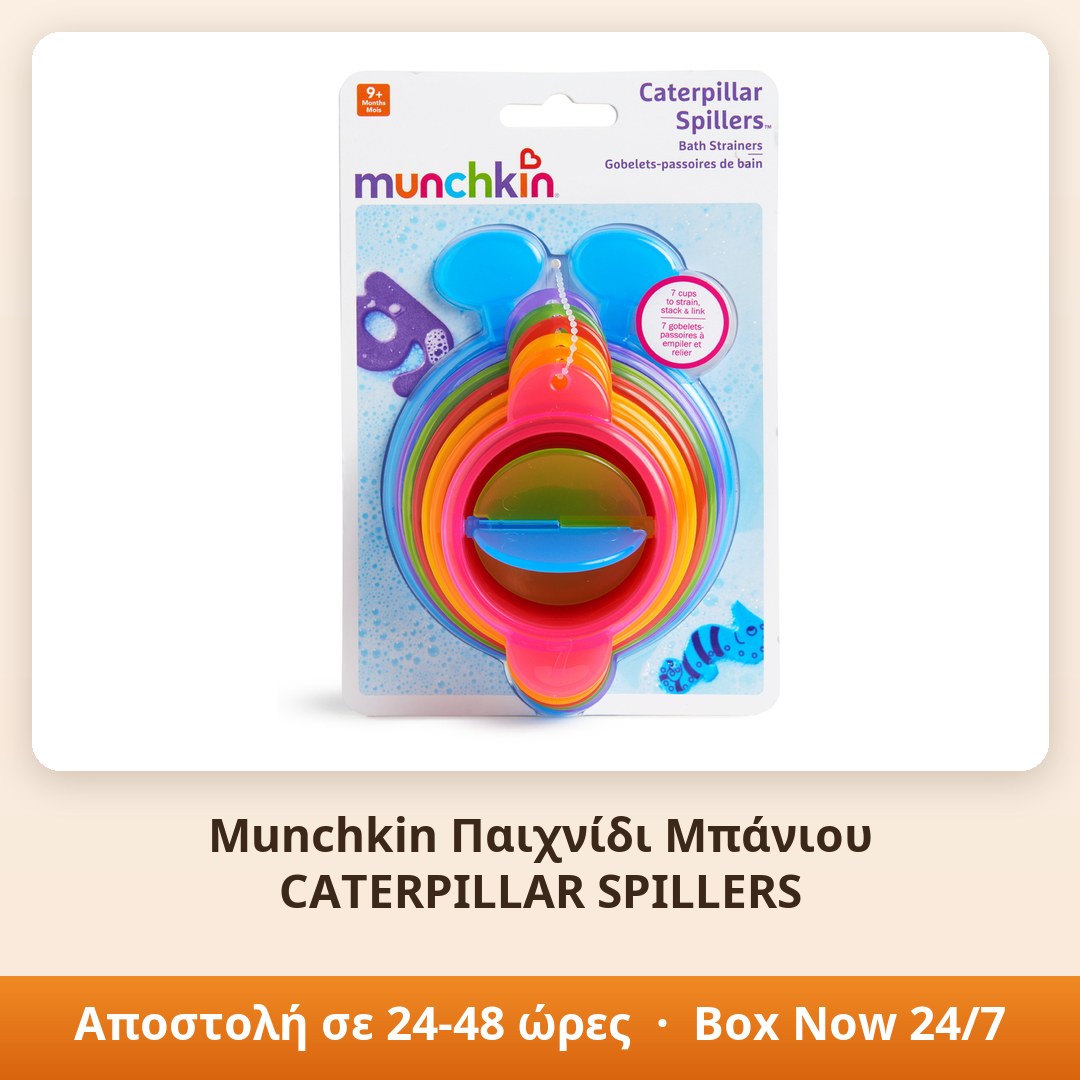 9+
Months
Mois
Caterpillar
Spillers™
Bath Strainers
Gobelets-passoires de bain
munchkin
7 cups
to strain,
stack & link
7 gobelets-
passoires à
empiler et
relier
Munchkin Παιχνίδι Μπάνιου
CATERPILLAR SPILLERS
Αποστολή σε 24-48 ώρες · Box Now 24/7